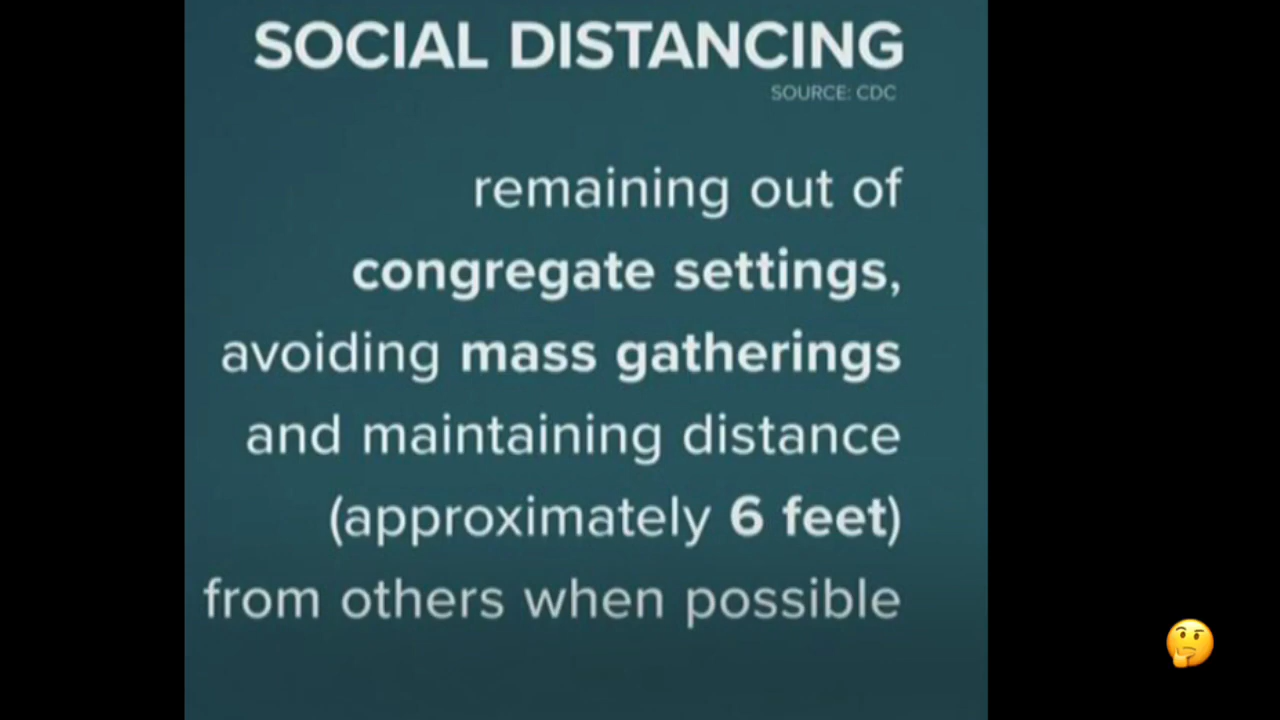 SOCIAL DISTANCING
SOURCE: CDC
remaining out of
congregate settings,
avoiding mass gatherings
and maintaining distance
(approximately 6 feet)
from others when possible